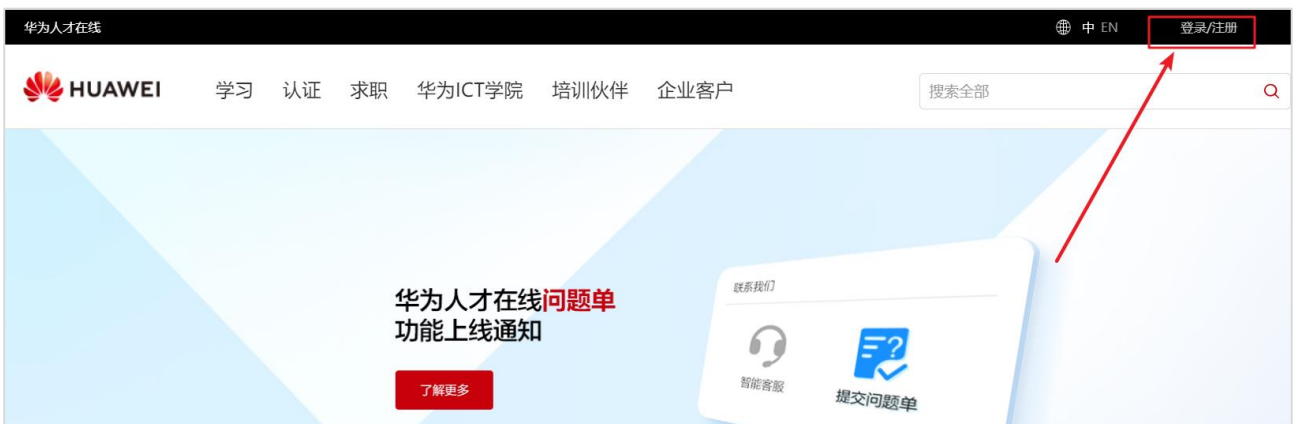 华为人才在线
中 EN
登录/注册
HUAWEI
学习 认证 求职 华为ICT学院 培训伙伴 企业客户
搜索全部
华为人才在线问题单
功能上线通知
了解更多
联系我们
智能客服
提交问题单